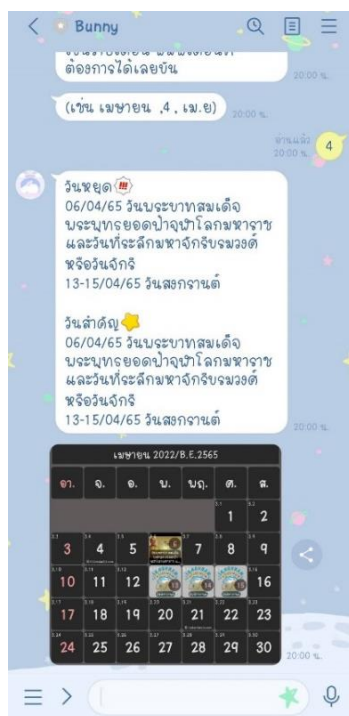 Bunny
ต้องการได้เลยบัน
20:00 น.
(เช่น เมษายน ,4 , เม.ย)
20:00 น.
อ่านแล้ว
20:00 น.
4
วันหยุด
06/04/65 วันพระบาทสมเด็จ
พระพุทธยอดฟ้าจุฬาโลกมหาราช
และวันที่ระลึกมหาจักรีบรมวงศ์
หรือวันจักรี
13-15/04/65 วันสงกรานต์
วันสำคัญ
06/04/65 วันพระบาทสมเด็จ
พระพุทธยอดฟ้าจุฬาโลกมหาราช
และวันที่ระลึกมหาจักรีบรมวงศ์
หรือวันจักรี
13-15/04/65 วันสงกรานต์
20:00 น.
เมษายน 2022/B.E.2565
อา. จ. อ. พ. พฤ. ศ. ส.
1 2
3 4 5 7 8 9
10 11 12 13 14 15 16
17 18 19 20 21 22 23
24 25 26 27 28 29 30
20:00 น.